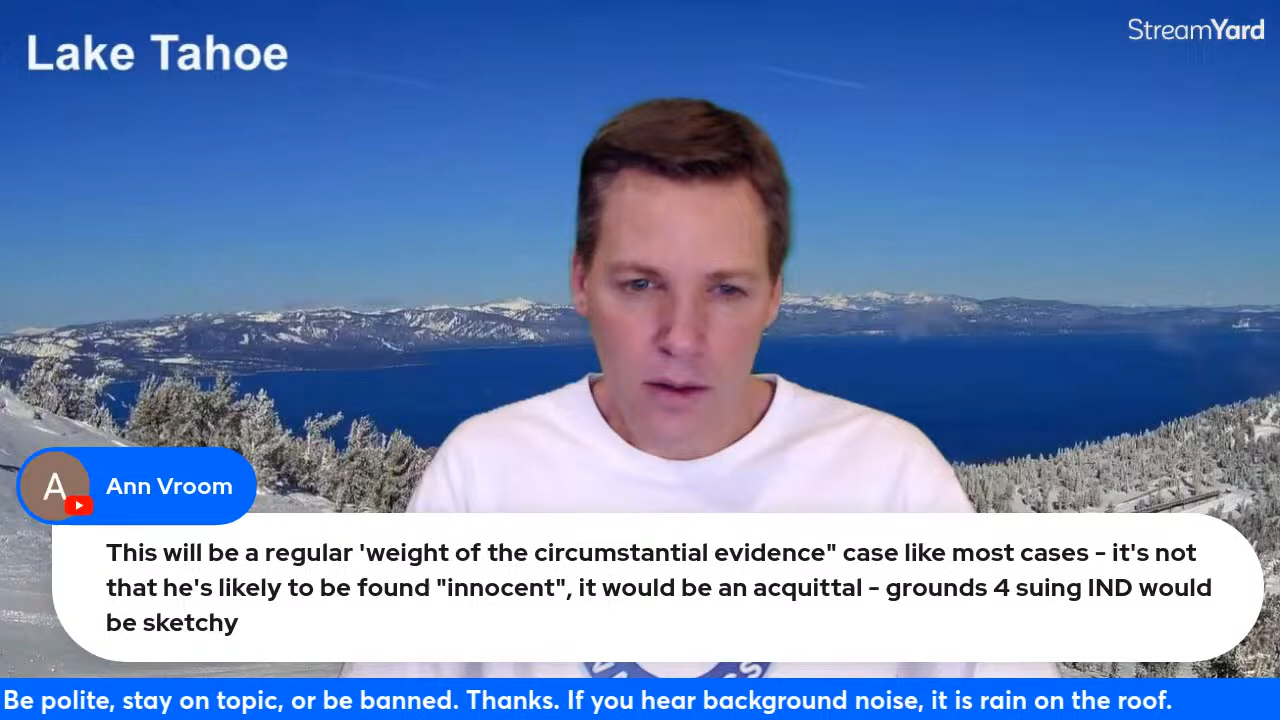 Lake Tahoe
StreamYard
A
Ann Vroom
This will be a regular 'weight of the circumstantial evidence" case like most cases - it's not
that he's likely to be found "innocent", it would be an acquittal - grounds 4 suing IND would
be sketchy
Be polite, stay on topic, or be banned. Thanks. If you hear background noise, it is rain on the roof.